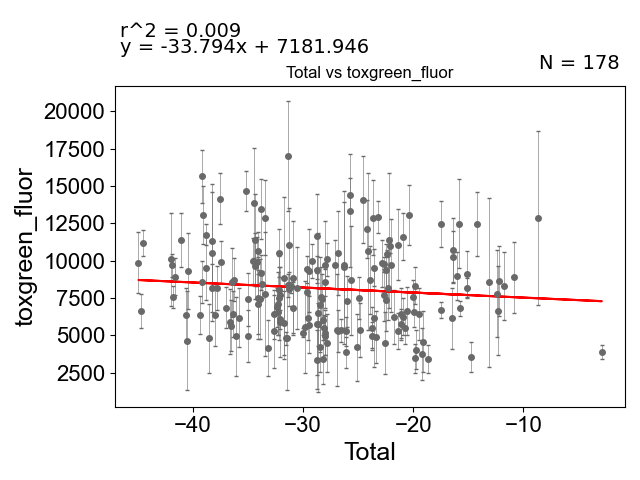 r^2 = 0.009
y = -33.794x + 7181.946
N = 178
Total vs toxgreen_fluor
20000
17500
15000
12500
10000
7500
5000
2500
toxgreen_fluor
−40 −30 −20 −10
Total